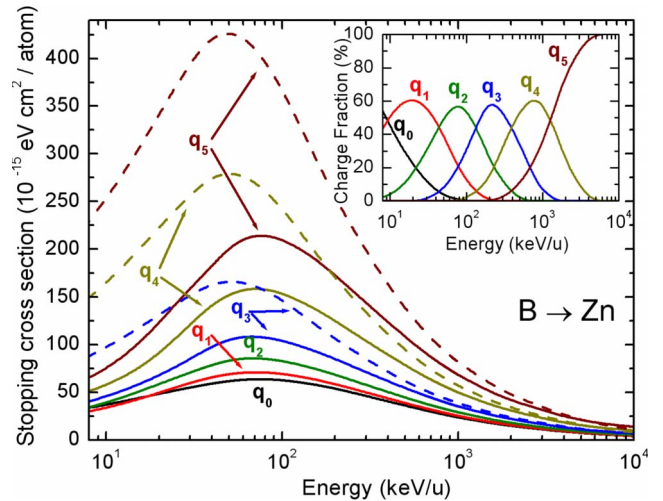 Stopping cross section (10 ⁻¹⁵ eV cm² / atom)
400
350
300
250
200
150
100
50
0
10¹
10²
10³
10⁴
Energy (keV/u)
q₅
q₄
q₃
q₁
q₂
q₀
B → Zn
Charge Fraction (%)
100
80
60
40
20
0
q₀
q₁
q₂
q₃
q₄
q₅
10¹
10²
10³
10⁴
Energy (keV/u)